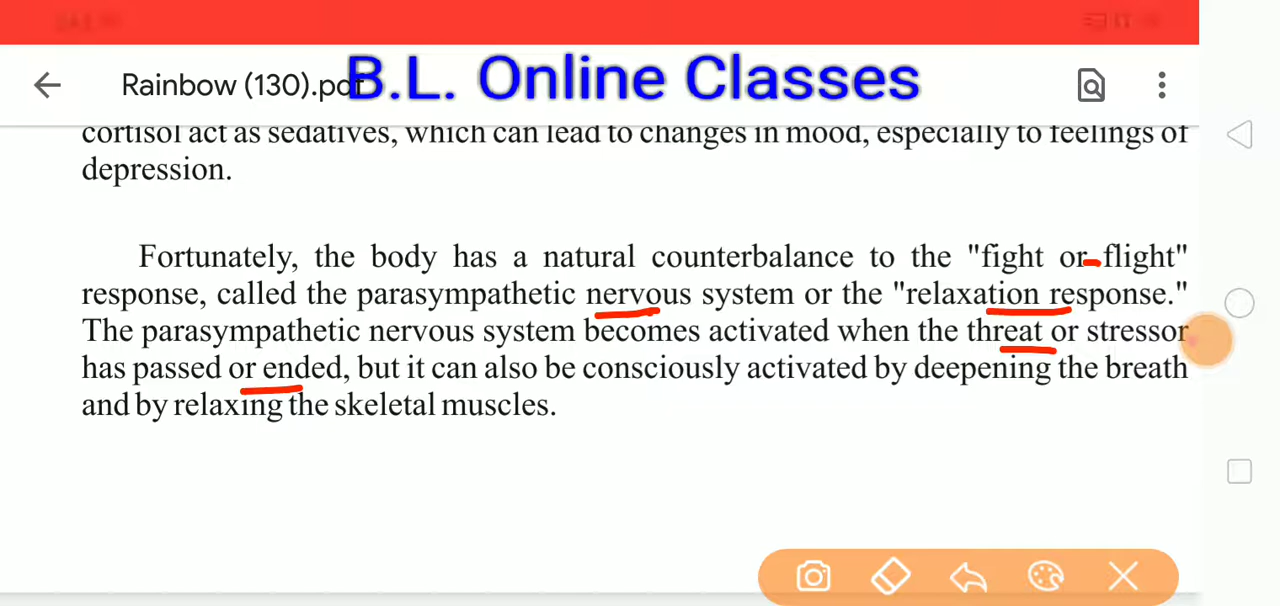 Rainbow (130).pdf
B.L. Online Classes
cortisol act as sedatives, which can lead to changes in mood, especially to feelings of
depression.
Fortunately, the body has a natural counterbalance to the "fight or flight"
response, called the parasympathetic nervous system or the "relaxation response."
The parasympathetic nervous system becomes activated when the threat or stressor
has passed or ended, but it can also be consciously activated by deepening the breath
and by relaxing the skeletal muscles.